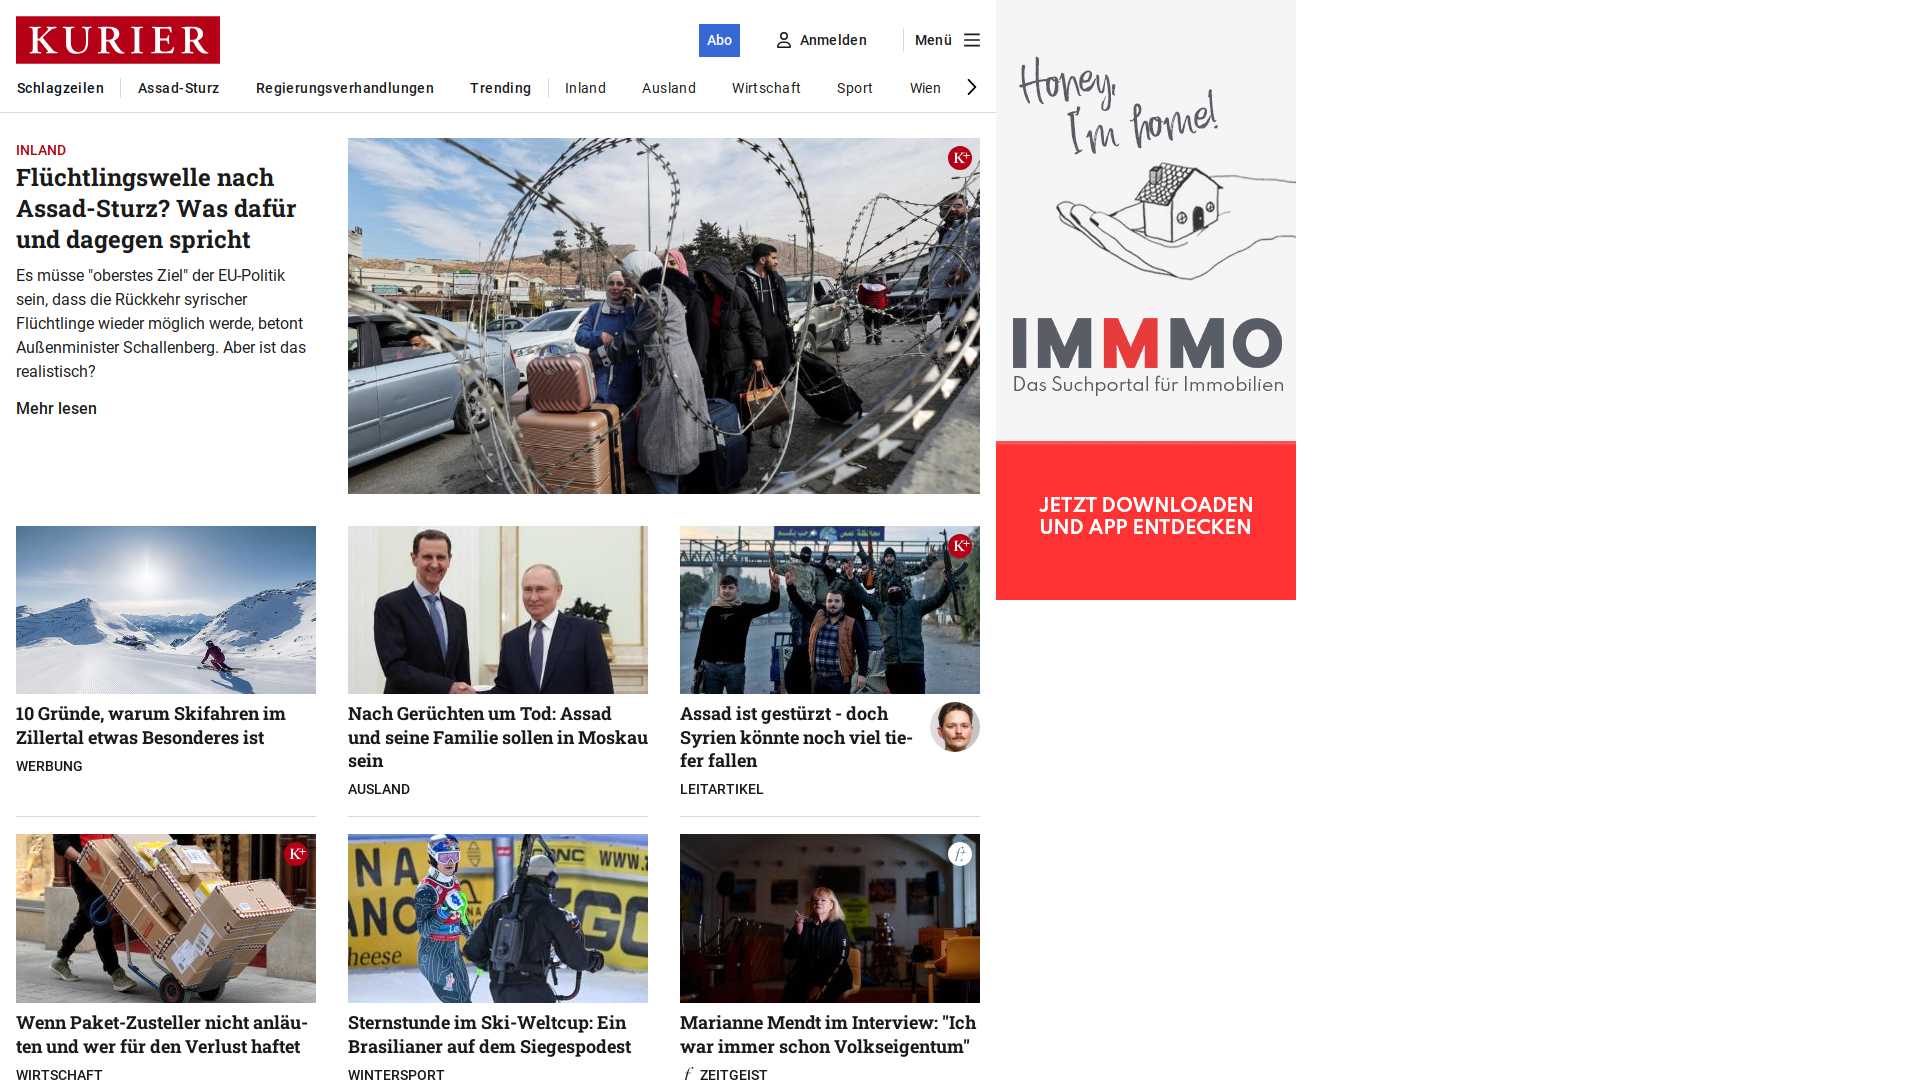 KURIER
Abo
Anmelden
Menü
Schlagzeilen
Assad-Sturz
Regierungsverhandlungen
Trending
Inland
Ausland
Wirtschaft
Sport
Wien
INLAND
Flüchtlingswelle nach
Assad-Sturz? Was dafür
und dagegen spricht
Es müsse "oberstes Ziel" der EU-Politik
sein, dass die Rückkehr syrischer
Flüchtlinge wieder möglich werde, betont
Außenminister Schallenberg. Aber ist das
realistisch?
Mehr lesen
K+
10 Gründe, warum Skifahren im
Zillertal etwas Besonderes ist
WERBUNG
Nach Gerüchten um Tod: Assad
und seine Familie sollen in Moskau
sein
AUSLAND
K+
Assad ist gestürzt - doch
Syrien könnte noch viel tie-
fer fallen
LEITARTIKEL
K+
Wenn Paket-Zusteller nicht anläu-
ten und wer für den Verlust haftet
WIRTSCHAFT
www.
cheese
Sternstunde im Ski-Weltcup: Ein
Brasilianer auf dem Siegespodest
WINTERSPORT
f+
Marianne Mendt im Interview: "Ich
war immer schon Volkseigentum"
f ZEITGEIST
Honey,
I'm home!
IMMMO
Das Suchportal für Immobilien
JETZT DOWNLOADEN
UND APP ENTDECKEN